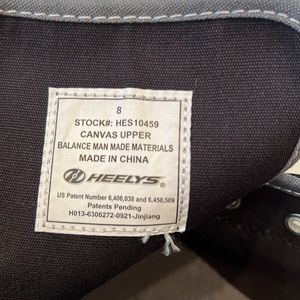 8
STOCK#: HES10459
CANVAS UPPER
BALANCE MAN MADE MATERIALS
MADE IN CHINA
HEELYS
US Patent Number 6,406,038 and 6,450,509
Patents Pending
H013-6306272-0921-Jinjiang